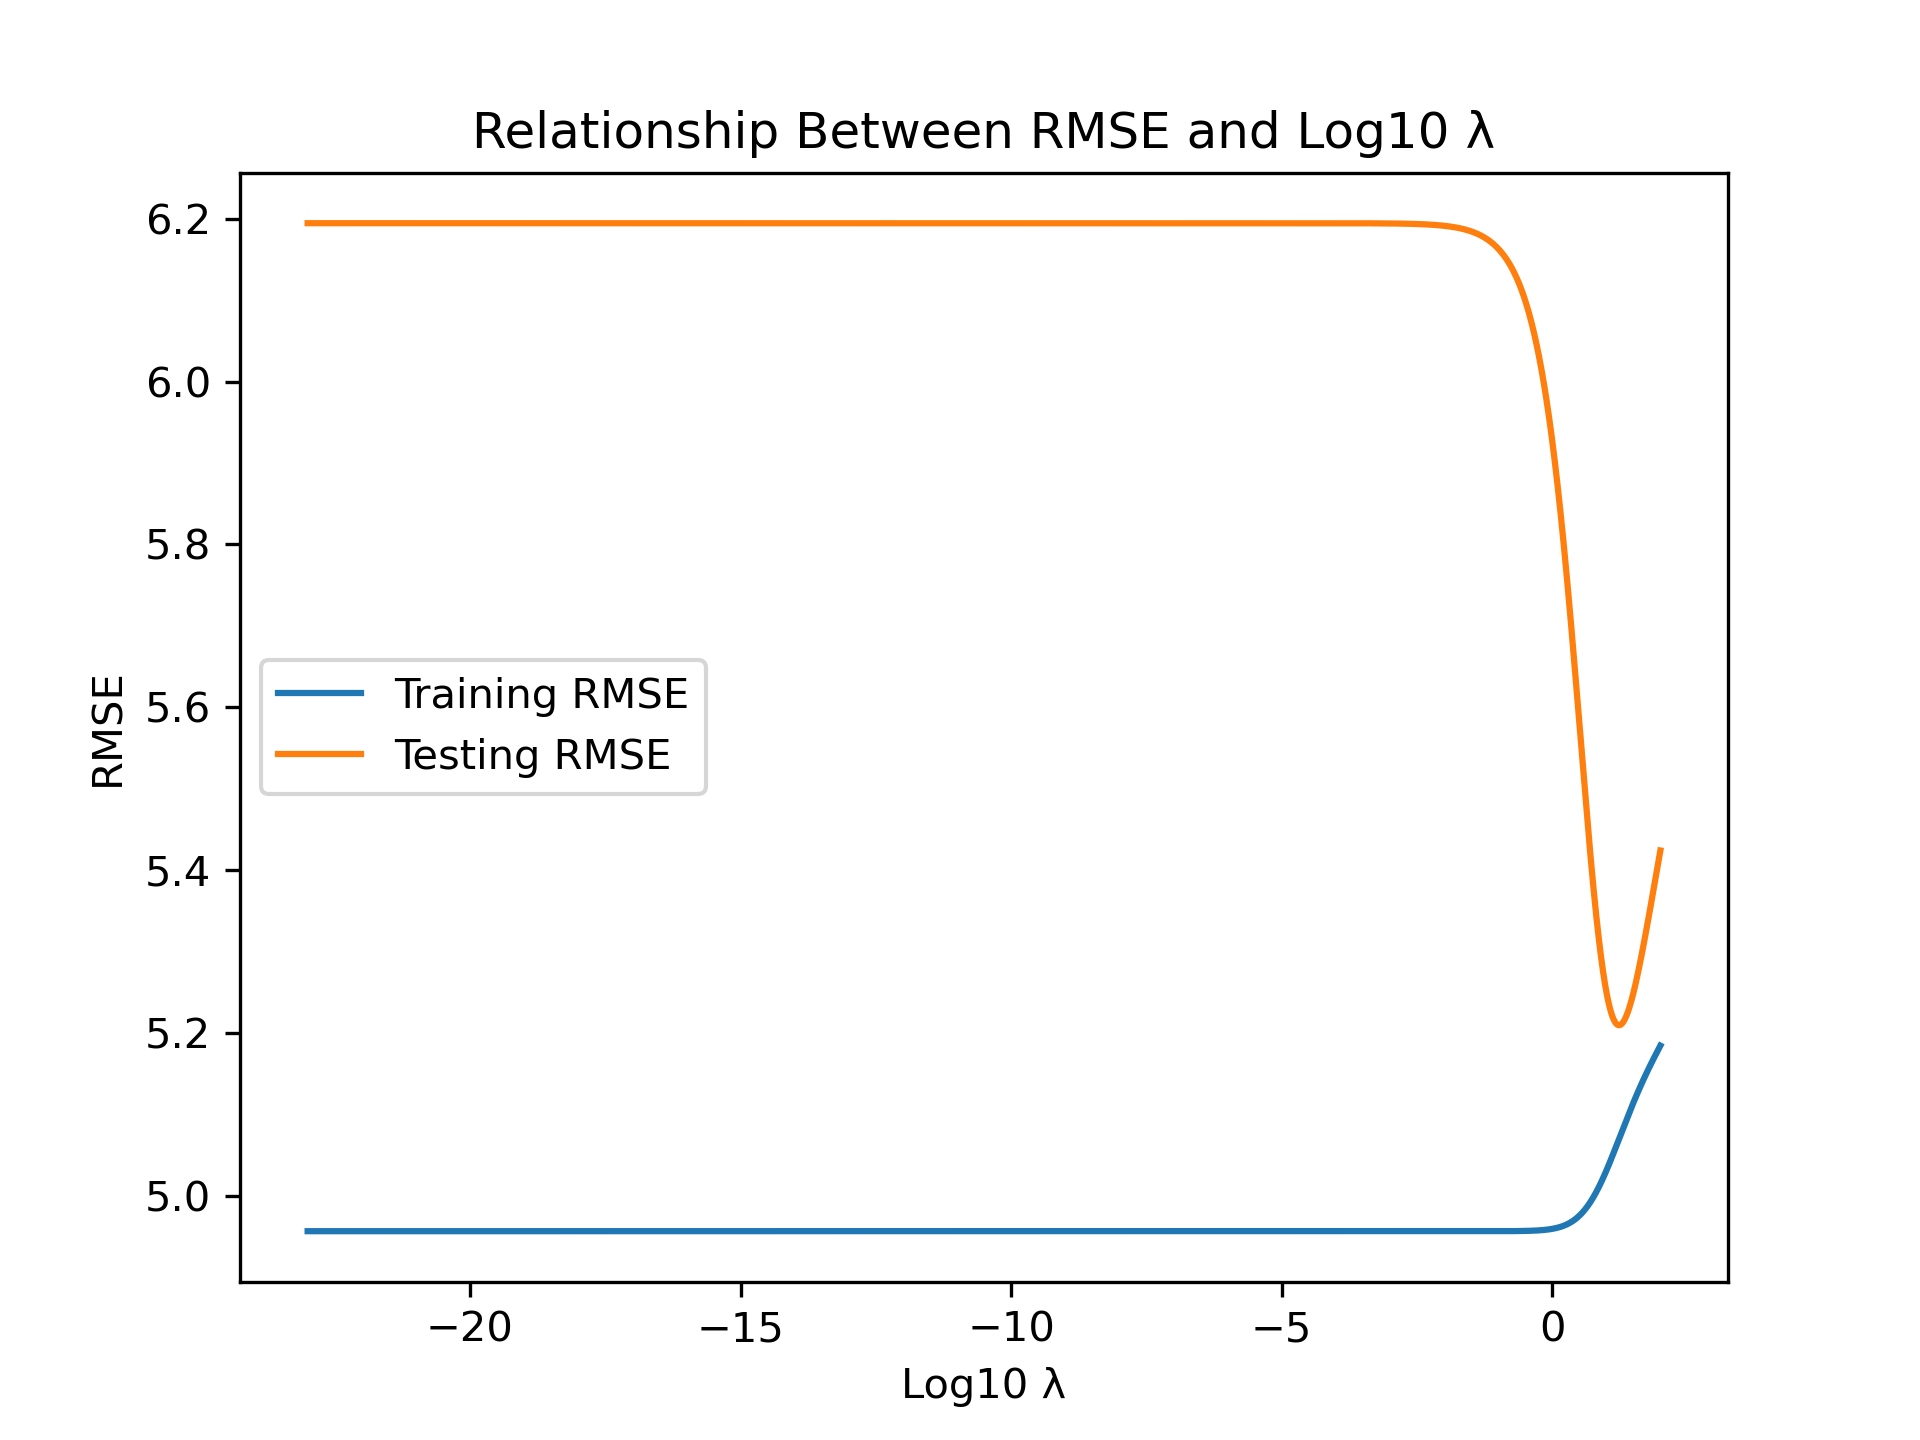 Relationship Between RMSE and Log10 λ
6.2
6.0
5.8
5.6
5.4
5.2
5.0
RMSE
Training RMSE
Testing RMSE
−20
−15
−10
−5
0
Log10 λ